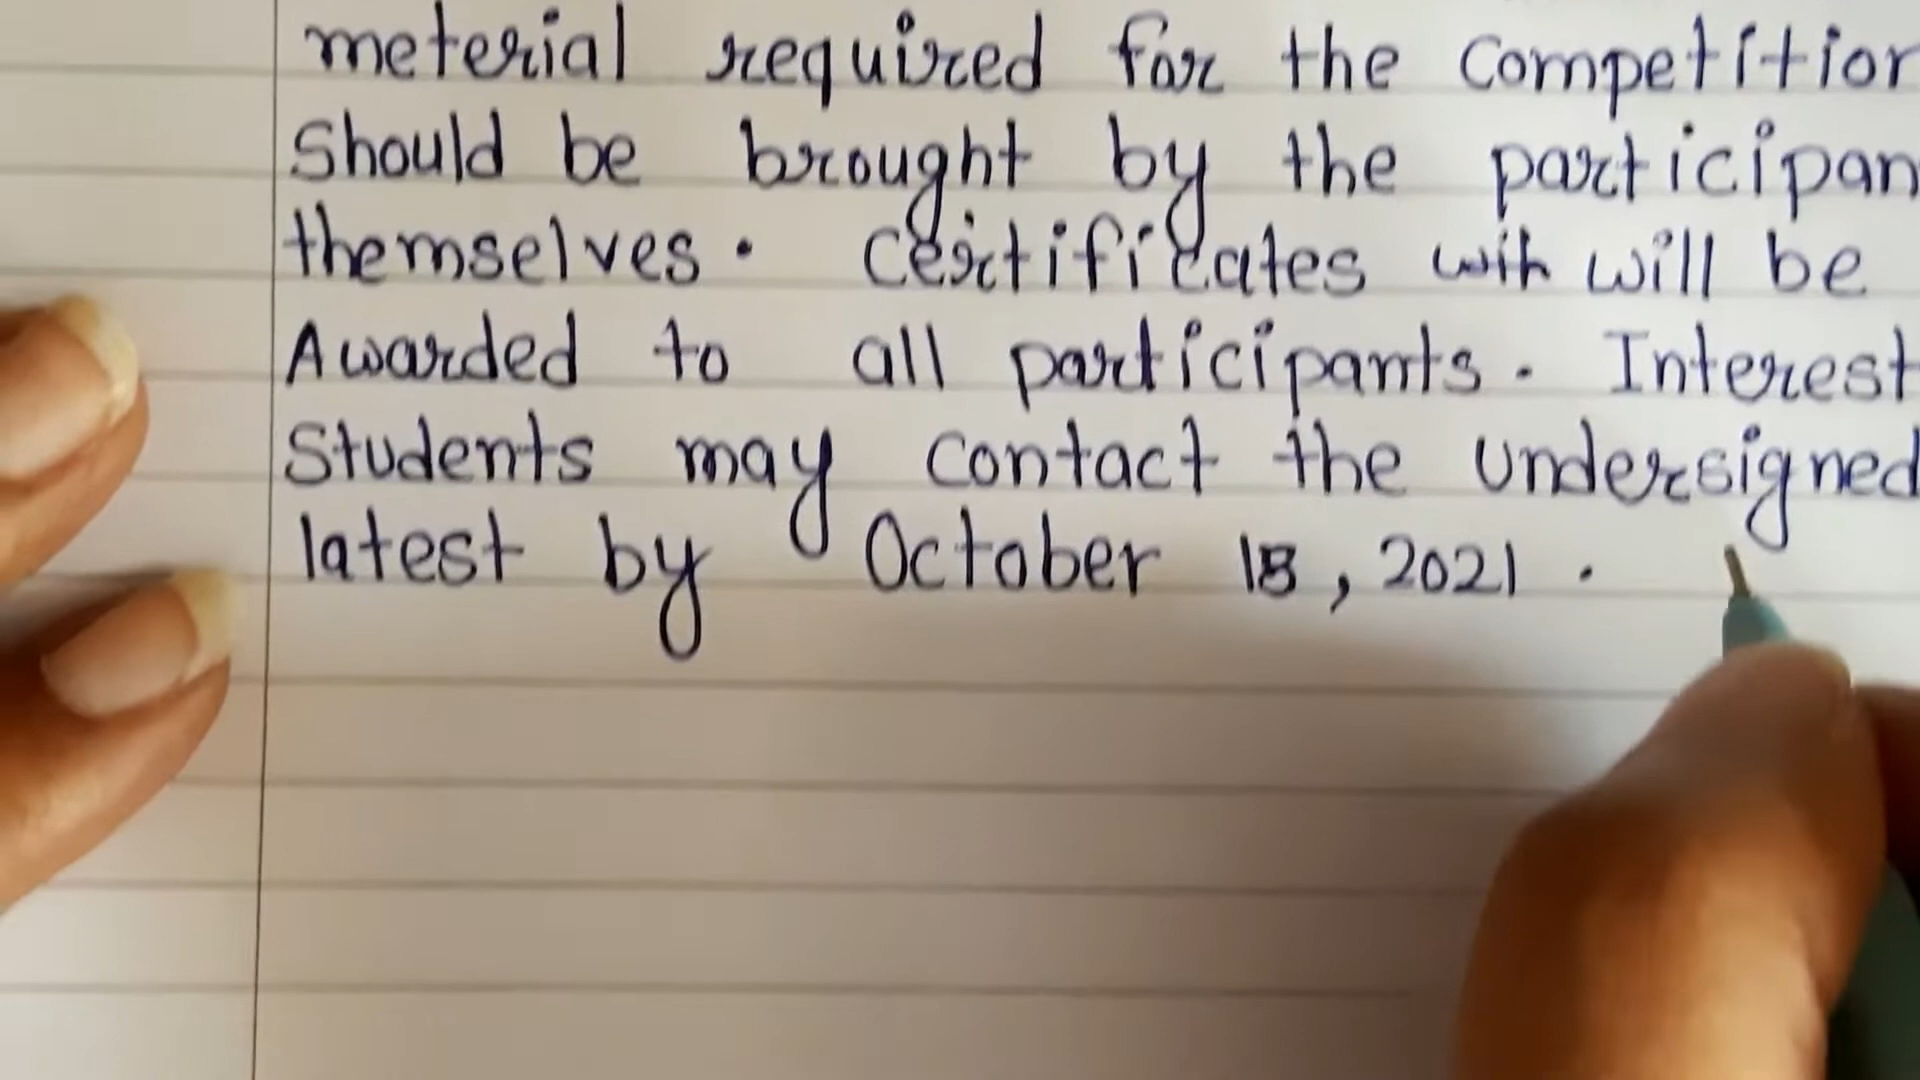 meterial required for the Competition
Should be brought by the participan
themselves. Certificates with will be
Awarded to all participants. Interest
Students may contact the undersigned
latest by October 18, 2021.